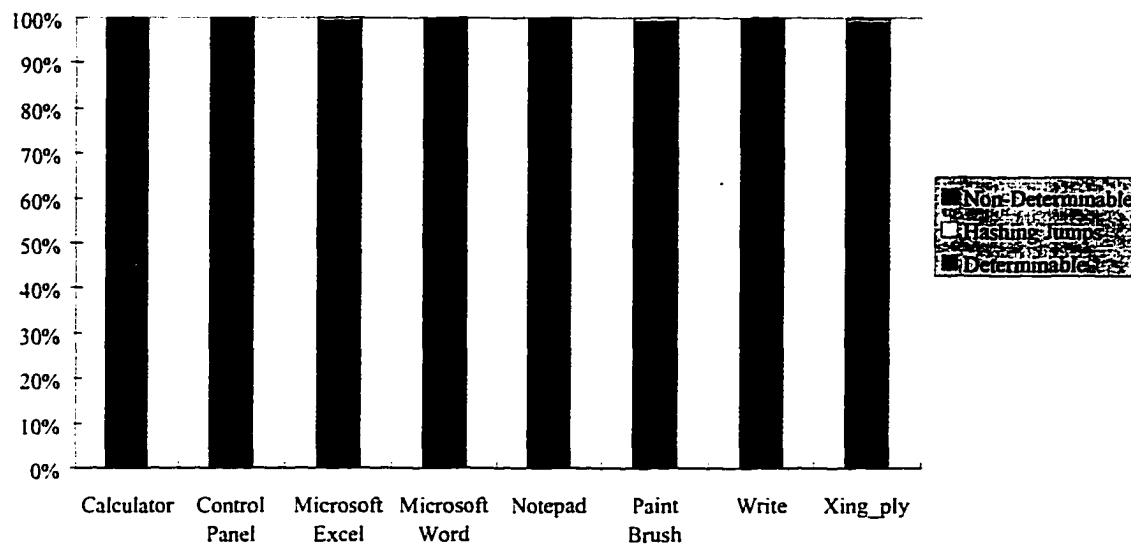 100%
90%
80%
70%
60%
50%
40%
30%
20%
10%
0%
Calculator
Control
Panel
Microsoft
Excel
Microsoft
Word
Notepad
Paint
Brush
Write
Xing_ply
Non-Determinable
Hashing Jumps
Determinable